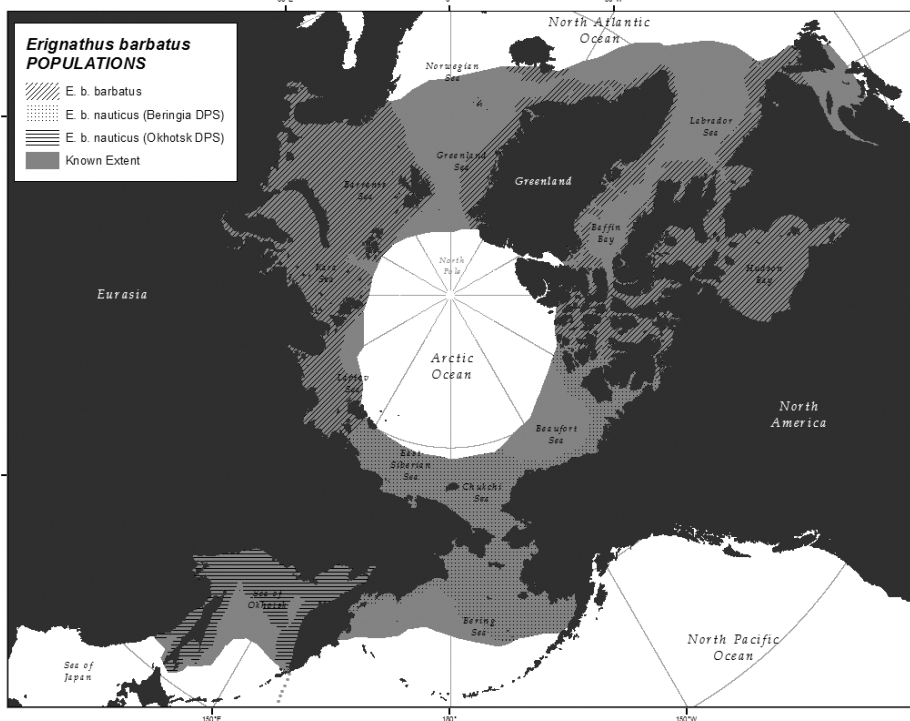 North Atlantic
Ocean
Erignathus barbatus
POPULATIONS
E. b. barbatus
E. b. nauticus (Beringia DPS)
E. b. nauticus (Okhotsk DPS)
Known Extent
Norwegian
Sea
Labrador
Sea
Greenland
Sea
Greenland
Barrents
Sea
Baffin
Bay
North
Pole
Kara
Sea
Hudson
Bay
Eurasia
Arctic
Ocean
Laptev
Sea
North
America
Beaufort
Sea
East
Siberian
Sea
Chukchi
Sea
Sea of
Okhotsk
Bering
Sea
North Pacific
Ocean
Sea of
Japan
150°E
180°
150°W